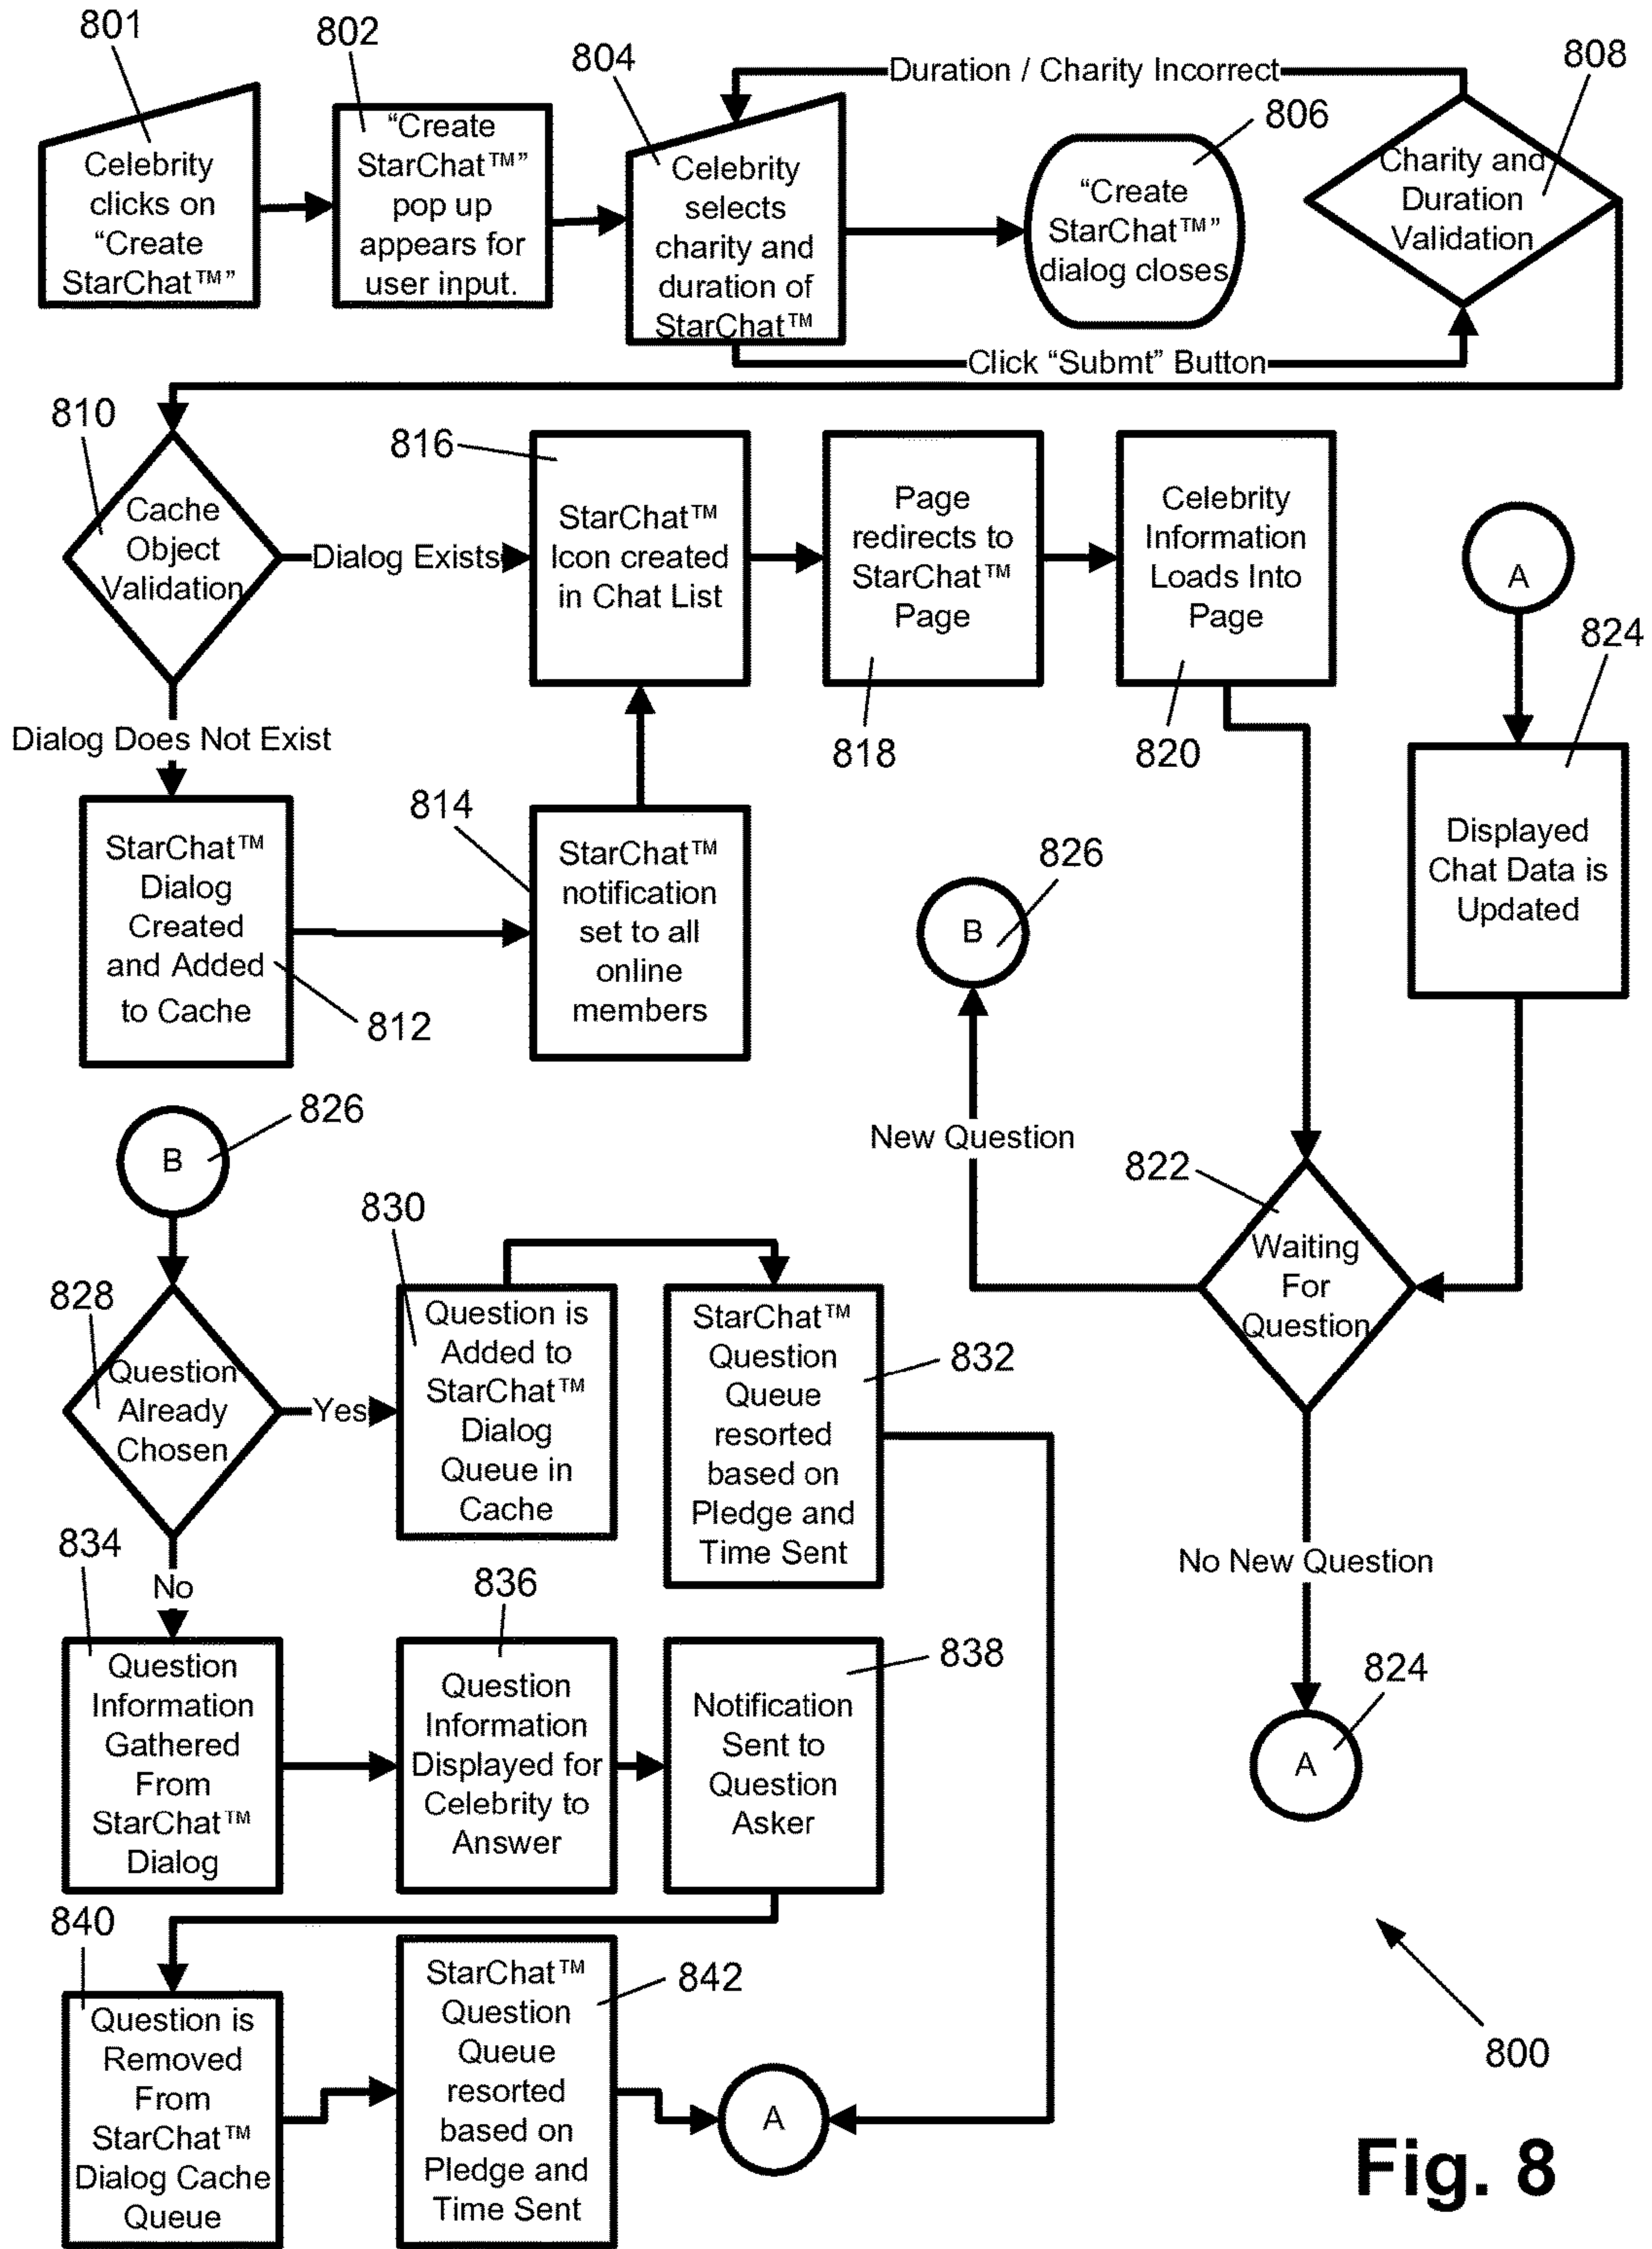 801
802
804
Duration / Charity Incorrect
808
806
Celebrity
clicks on
“Create
StarChat™”
“Create
StarChat™”
pop up
appears for
user input.
Celebrity
selects
charity and
duration of
StarChat™
“Create
StarChat™”
dialog closes
Charity and
Duration
Validation
Click “Submt” Button
810
Cache
Object
Validation
Dialog Exists
816
StarChat™
Icon created
in Chat List
Page
redirects to
StarChat™
Page
818
Celebrity
Information
Loads Into
Page
820
A
824
Displayed
Chat Data is
Updated
Dialog Does Not Exist
StarChat™
Dialog
Created
and Added
to Cache
812
814
StarChat™
notification
set to all
online
members
826
B
New Question
822
Waiting
For
Question
No New Question
824
A
826
B
828
Question
Already
Chosen
Yes
830
Question is
Added to
StarChat™
Dialog
Queue in
Cache
StarChat™
Question
Queue
resorted
based on
Pledge and
Time Sent
832
No
834
Question
Information
Gathered
From
StarChat™
Dialog
836
Question
Information
Displayed for
Celebrity to
Answer
838
Notification
Sent to
Question
Asker
840
Question is
Removed
From
StarChat™
Dialog Cache
Queue
StarChat™
Question
Queue
resorted
based on
Pledge and
Time Sent
842
A
800
Fig. 8